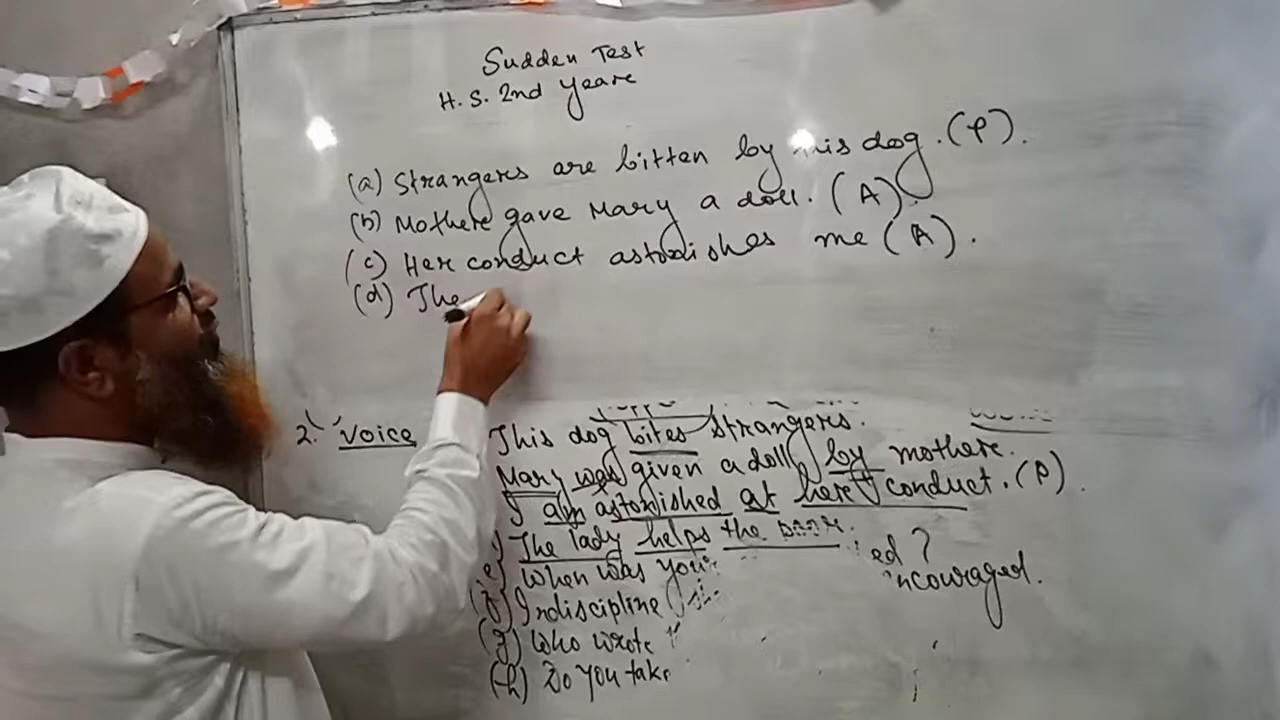 Sudden Test
H. S. 2nd Yeare
(a) Strangers are bitten by this dog. (P).
(b) Mothere gave Mary a doll. (A).
(c) Her conduct astonishes me (A).
(d) The
2. Voice
This dog bites strangers.
Mary was given a doll by mothere.
I am astonished at here conduct. (P).
) The lady helps the poor.
e) When was your ed ?
Indiscipline ncouraged.
(g) Who wrote
(h) Do you take